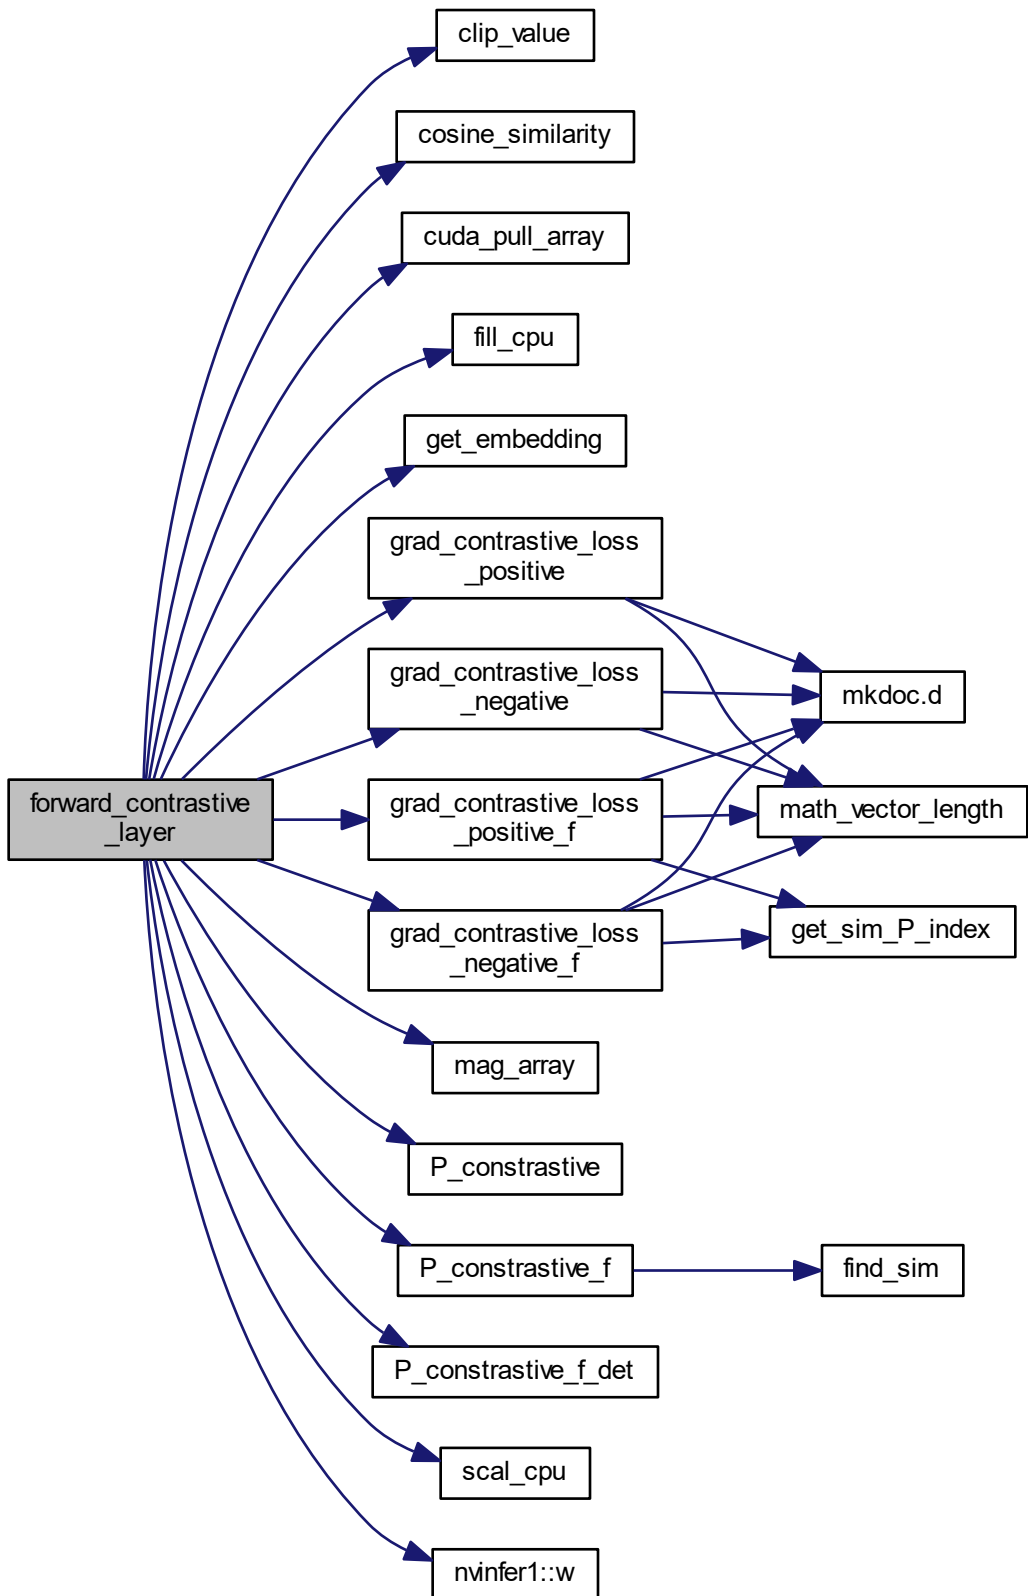 clip_value
cosine_similarity
cuda_pull_array
fill_cpu
get_embedding
grad_contrastive_loss
_positive
grad_contrastive_loss
_negative
mkdoc.d
forward_contrastive
_layer
grad_contrastive_loss
_positive_f
math_vector_length
grad_contrastive_loss
_negative_f
get_sim_P_index
mag_array
P_constrastive
P_constrastive_f
find_sim
P_constrastive_f_det
scal_cpu
nvinfer1::w